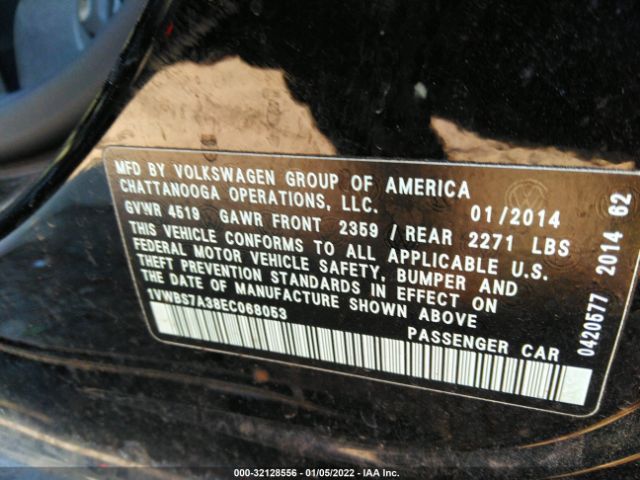 MFD BY VOLKSWAGEN GROUP OF AMERICA
CHATTANOOGA OPERATIONS, LLC.
01/2014
GVWR 4519 GAWR FRONT 2359 / REAR 2271 LBS
THIS VEHICLE CONFORMS TO ALL APPLICABLE U.S.
FEDERAL MOTOR VEHICLE SAFETY, BUMPER AND
THEFT PREVENTION STANDARDS IN EFFECT ON
THE DATE OF MANUFACTURE SHOWN ABOVE
1VWBS7A38EC068053
PASSENGER CAR
0420577 2014 62
000-32128556 - 01/05/2022 - IAA Inc.